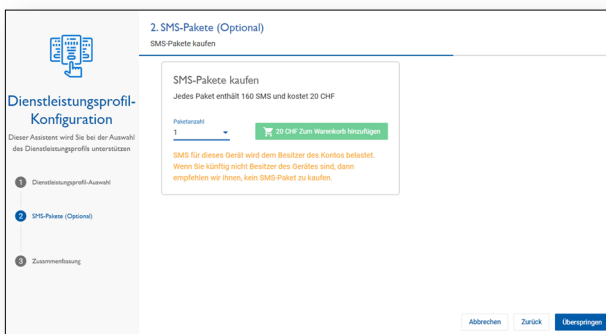 Dienstleistungsprofil-
Konfiguration
Dieser Assistent wird Sie bei der Auswahl
des Dienstleistungsprofils unterstützen
1 Dienstleistungsprofil-Auswahl
2 SMS-Pakete (Optional)
3 Zusammenfassung
2. SMS-Pakete (Optional)
SMS-Pakete kaufen
SMS-Pakete kaufen
Jedes Paket enthält 160 SMS und kostet 20 CHF
Paketanzahl
1
20 CHF Zum Warenkorb hinzufügen
SMS für dieses Gerät wird dem Besitzer des Kontos belastet.
Wenn Sie künftig nicht Besitzer des Gerätes sind, dann
empfehlen wir Ihnen, kein SMS-Paket zu kaufen.
Abbrechen Zurück Überspringen